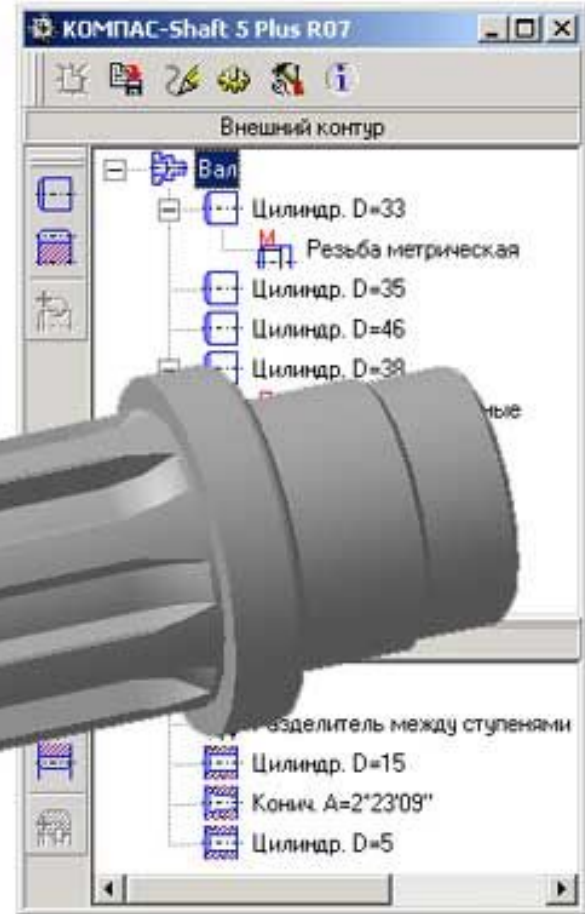 КОМПАС-Shaft 5 Plus R07
Внешний контур
Вал
Цилиндр. D=33
М
Резьба метрическая
Цилиндр. D=35
Цилиндр. D=46
Цилиндр. D=38
Разделитель между ступенями
Цилиндр. D=15
Конич. A=2°23'09"
Цилиндр. D=5